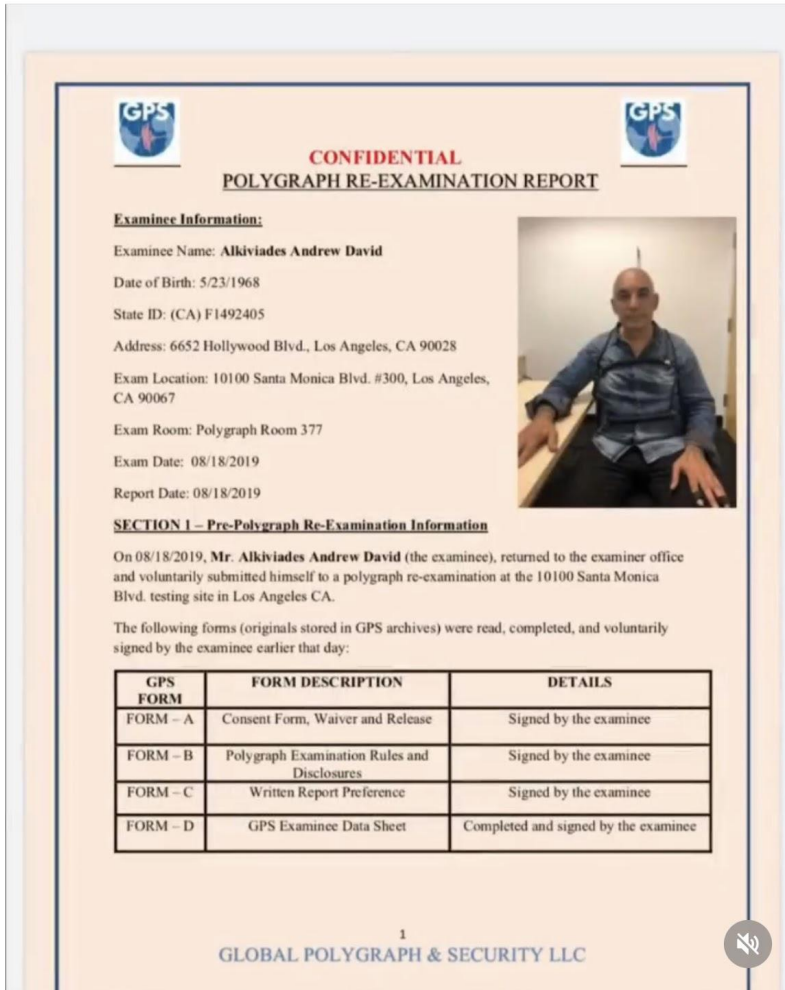 GPS
GPS
CONFIDENTIAL
POLYGRAPH RE-EXAMINATION REPORT
Examinee Information:
Examinee Name: Alkiviades Andrew David
Date of Birth: 5/23/1968
State ID: (CA) F1492405
Address: 6652 Hollywood Blvd., Los Angeles, CA 90028
Exam Location: 10100 Santa Monica Blvd. #300, Los Angeles,
CA 90067
Exam Room: Polygraph Room 377
Exam Date: 08/18/2019
Report Date: 08/18/2019
SECTION 1 – Pre-Polygraph Re-Examination Information
On 08/18/2019, Mr. Alkiviades Andrew David (the examinee), returned to the examiner office
and voluntarily submitted himself to a polygraph re-examination at the 10100 Santa Monica
Blvd. testing site in Los Angeles CA.
The following forms (originals stored in GPS archives) were read, completed, and voluntarily
signed by the examinee earlier that day:
GPS FORM DESCRIPTION DETAILS
FORM
FORM – A Consent Form, Waiver and Release Signed by the examinee
FORM – B Polygraph Examination Rules and Signed by the examinee
Disclosures
FORM – C Written Report Preference Signed by the examinee
FORM – D GPS Examinee Data Sheet Completed and signed by the examinee
1
GLOBAL POLYGRAPH & SECURITY LLC